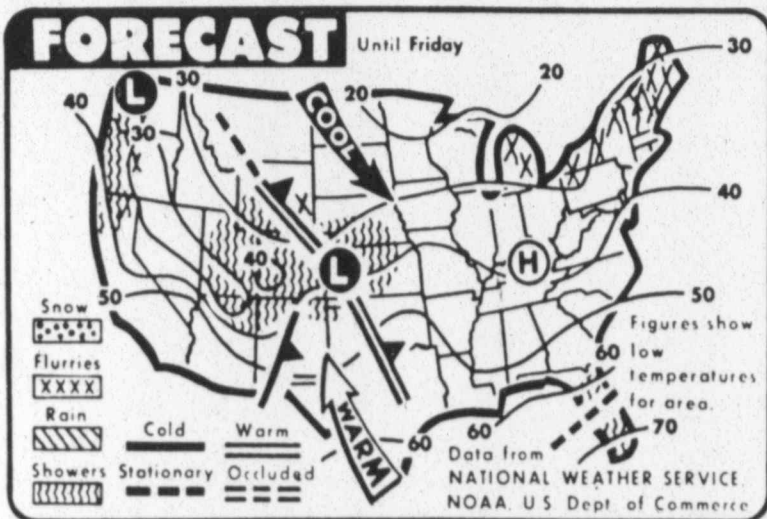 FORECAST Until Friday
30
20
20
40
L
30
30
COOL
40
H
40
L
50
50
Snow
Flurries
XXXX
Rain
Showers
Cold
Warm
Stationary
Occluded
WARM
60
60
60
70
Figures show
low
temperatures
for area.
Data from
NATIONAL WEATHER SERVICE,
NOAA, U.S. Dept. of Commerce